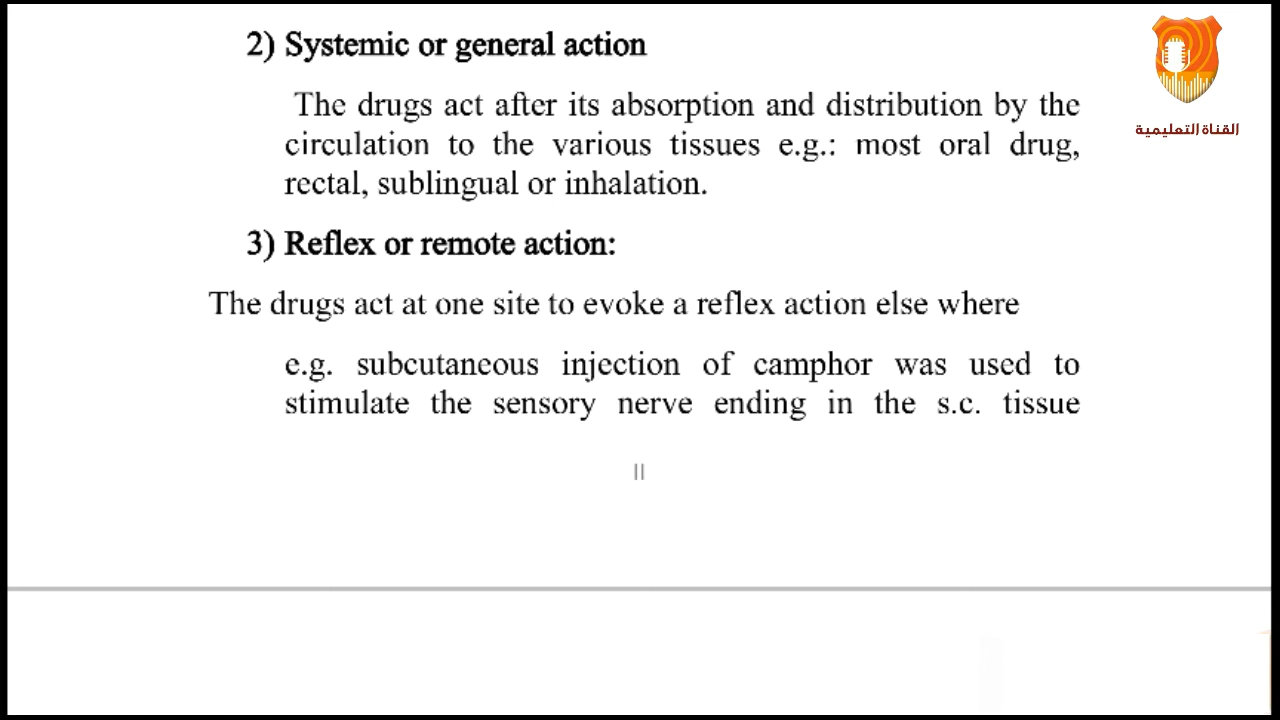 2) Systemic or general action
القناة التعليمية
The drugs act after its absorption and distribution by the
circulation to the various tissues e.g.: most oral drug,
rectal, sublingual or inhalation.
3) Reflex or remote action:
The drugs act at one site to evoke a reflex action else where
e.g. subcutaneous injection of camphor was used to
stimulate the sensory nerve ending in the s.c. tissue
II